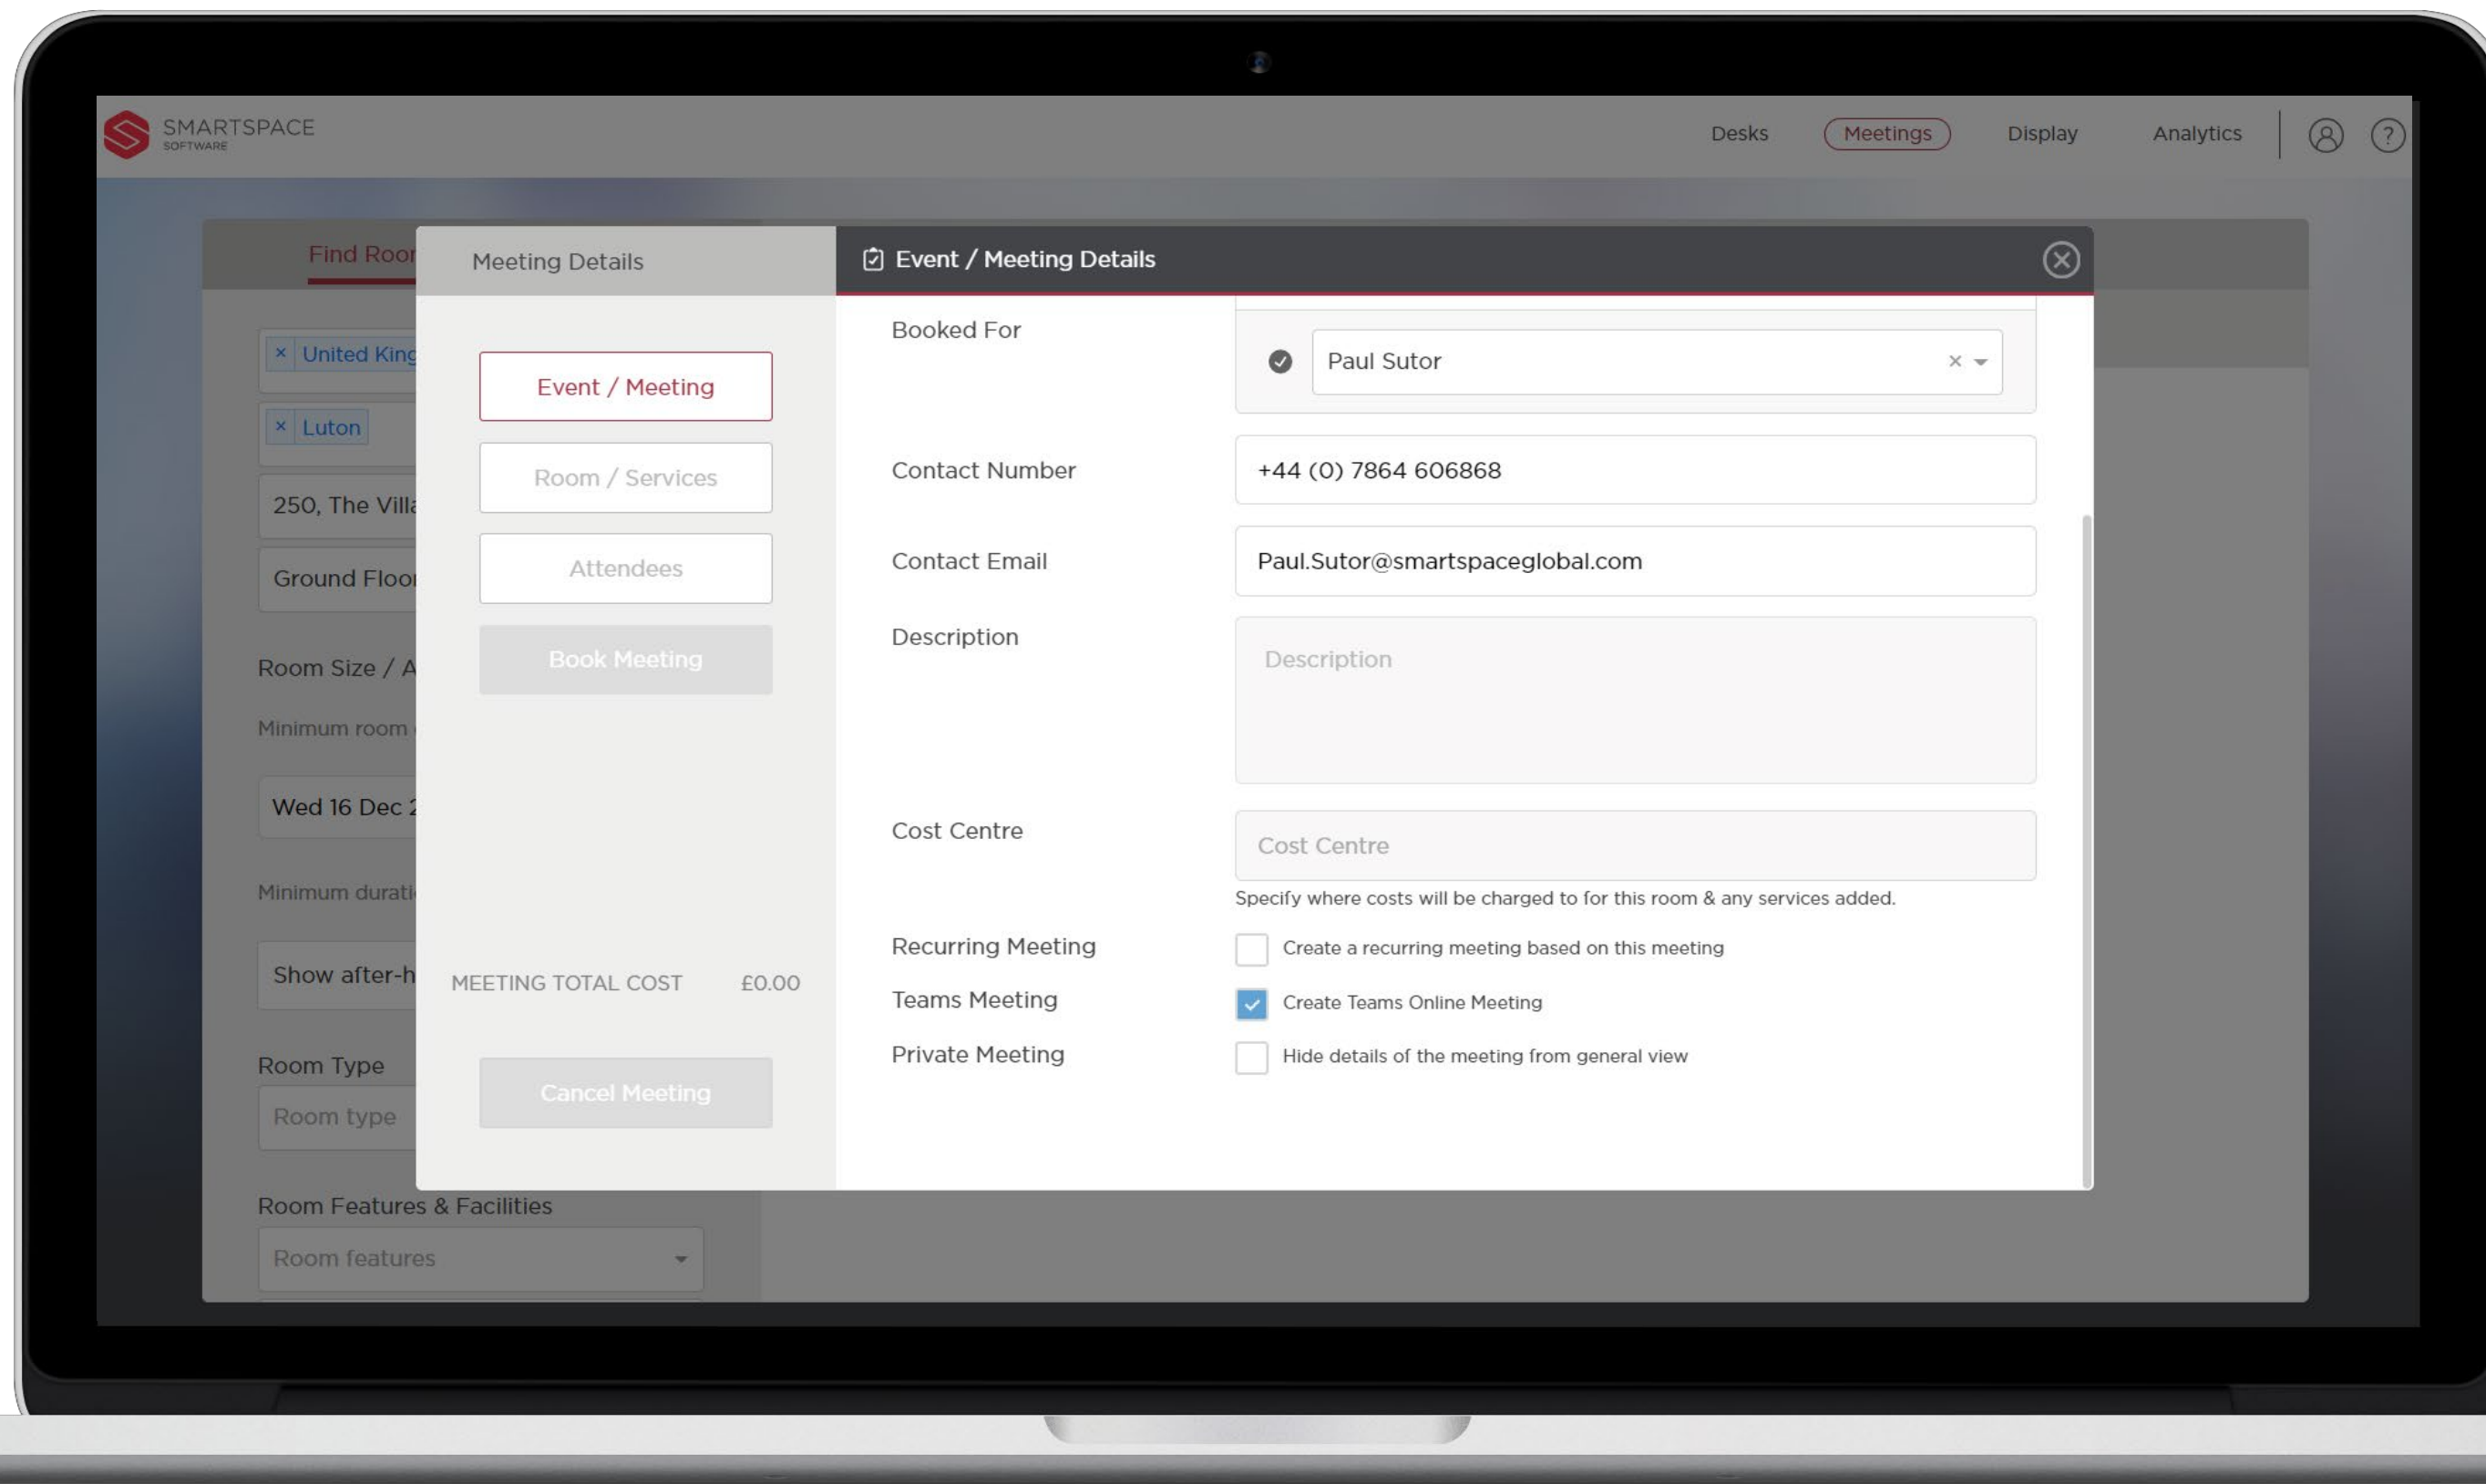 SMARTSPACE
SOFTWARE
Desks
Meetings
Display
Analytics
?
Find Roo
× United King
× Luton
250, The Villa
Ground Floor
Room Size / A
Minimum room
Wed 16 Dec 2
Minimum durati
Show after-h
Room Type
Room type
Room Features & Facilities
Room features
Meeting Details
Event / Meeting
Room / Services
Attendees
Book Meeting
MEETING TOTAL COST £0.00
Cancel Meeting
Event / Meeting Details
Booked For
Paul Sutor
Contact Number
+44 (0) 7864 606868
Contact Email
Paul.Sutor@smartspaceglobal.com
Description
Description
Cost Centre
Cost Centre
Specify where costs will be charged to for this room & any services added.
Recurring Meeting
Create a recurring meeting based on this meeting
Teams Meeting
Create Teams Online Meeting
Private Meeting
Hide details of the meeting from general view